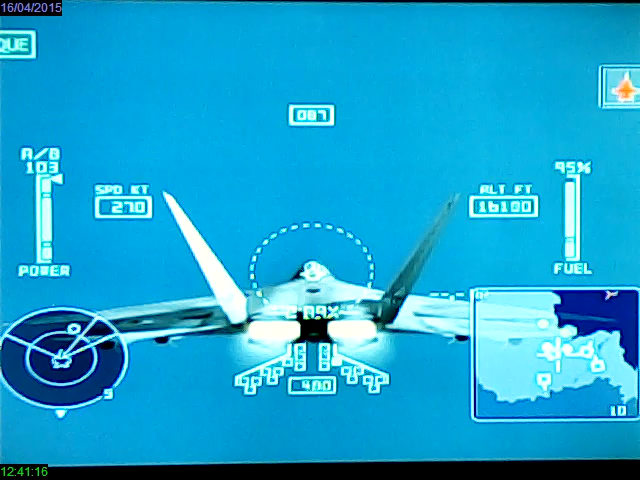 16/04/2015
QUE
087
A/B
103
SPD KT
270
POWER
95%
ALT FT
16100
FUEL
480
10
12:41:16